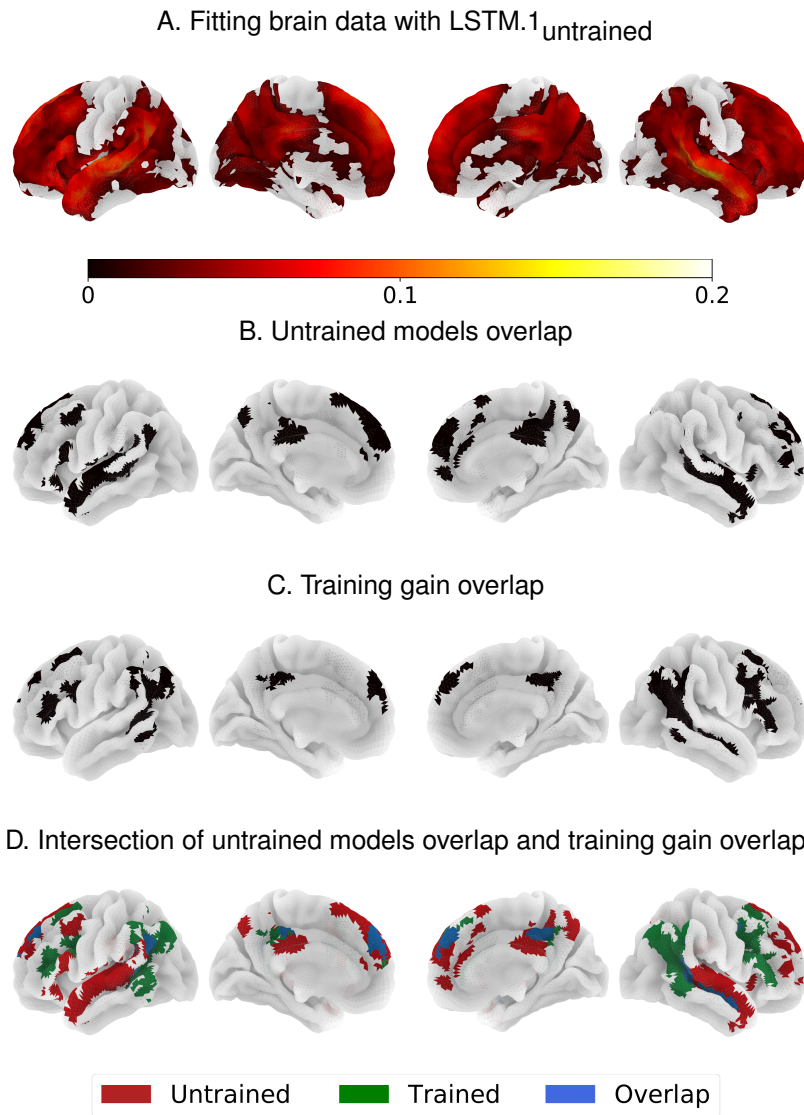 A. Fitting brain data with LSTM.1untrained
0 0.1 0.2
B. Untrained models overlap
C. Training gain overlap
D. Intersection of untrained models overlap and training gain overlap
Untrained Trained Overlap